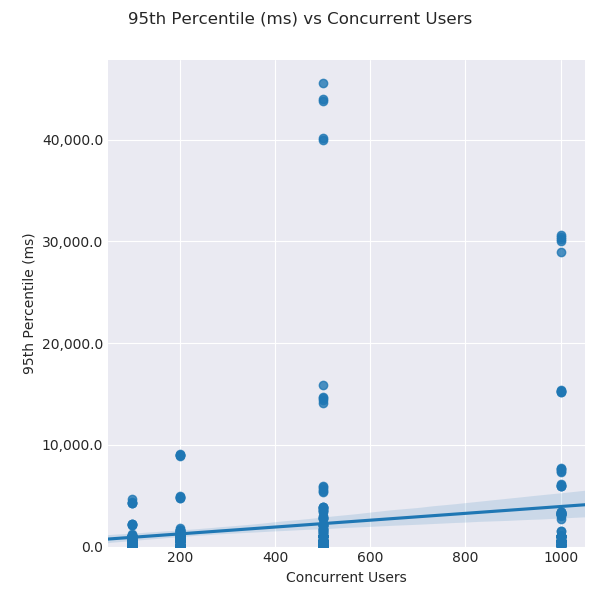 95th Percentile (ms) vs Concurrent Users
40,000.0
30,000.0
20,000.0
10,000.0
0.0
95th Percentile (ms)
200 400 600 800 1000
Concurrent Users